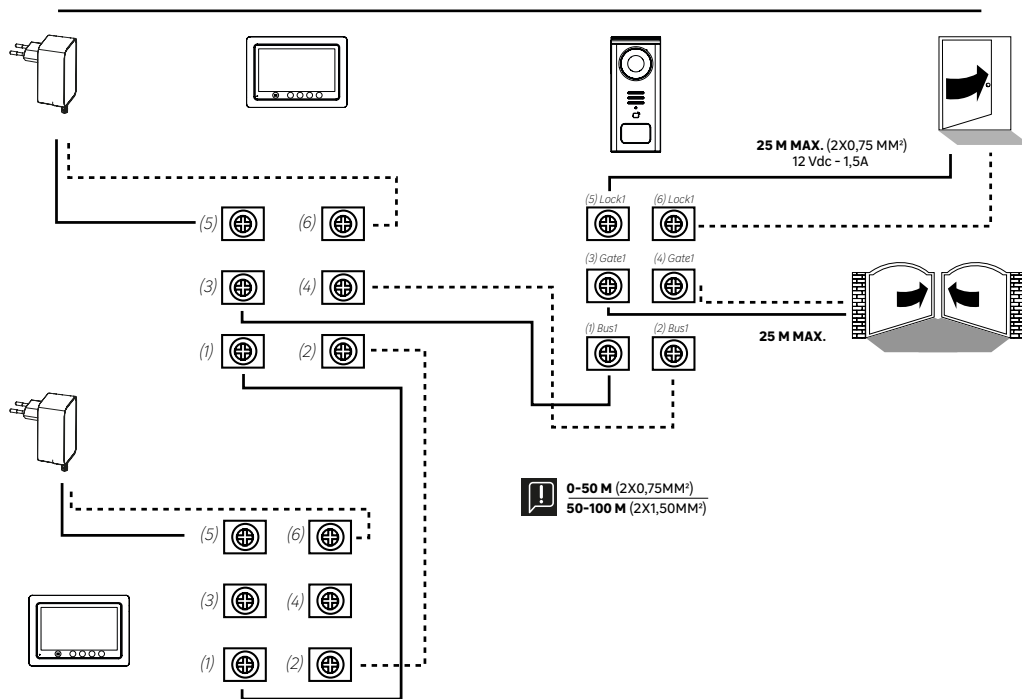 25 M MAX. (2X0,75 MM²)
12 Vdc - 1,5A
(5) Lock1 (6) Lock1
(5) (6)
(3) Gate1 (4) Gate1
(3) (4)
(1) Bus1 (2) Bus1
25 M MAX.
(1) (2)
0-50 M (2X0,75MM²)
50-100 M (2X1,50MM²)
(5) (6)
(3) (4)
(1) (2)